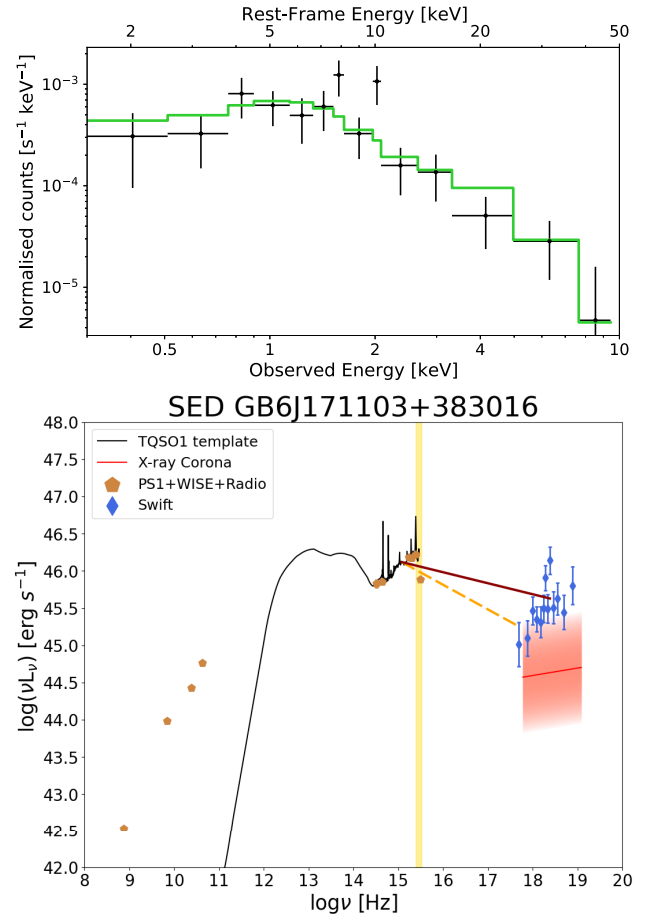 Rest-Frame Energy [keV]
2 5 10 20 50
Normalised counts [s⁻¹ keV⁻¹]
10⁻³
10⁻⁴
10⁻⁵
0.5 1 2 4 10
Observed Energy [keV]
SED GB6J171103+383016
log(νLν) [erg s⁻¹]
48.0
47.5
47.0
46.5
46.0
45.5
45.0
44.5
44.0
43.5
43.0
42.5
42.0
TQSO1 template
X-ray Corona
PS1+WISE+Radio
Swift
8 9 10 11 12 13 14 15 16 17 18 19 20
logν [Hz]